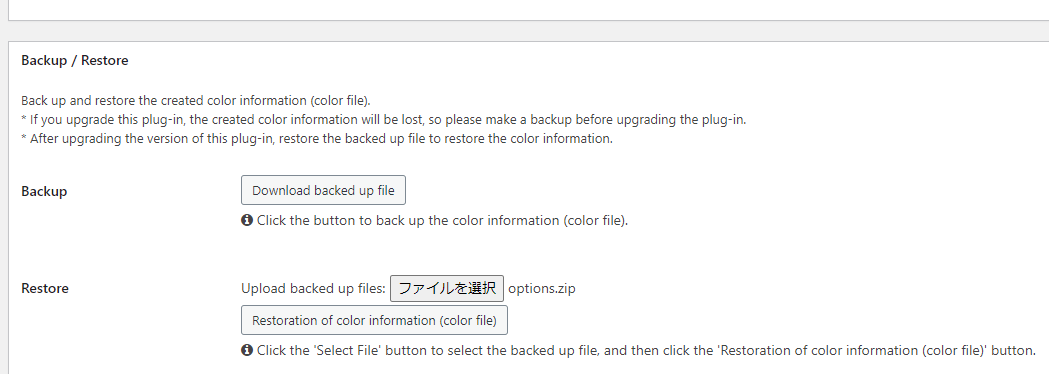 Backup / Restore
Back up and restore the created color information (color file).
* If you upgrade this plug-in, the created color information will be lost, so please make a backup before upgrading the plug-in.
* After upgrading the version of this plug-in, restore the backed up file to restore the color information.
Backup
Download backed up file
Click the button to back up the color information (color file).
Restore
Upload backed up files: ファイルを選択 options.zip
Restoration of color information (color file)
Click the 'Select File' button to select the backed up file, and then click the 'Restoration of color information (color file)' button.